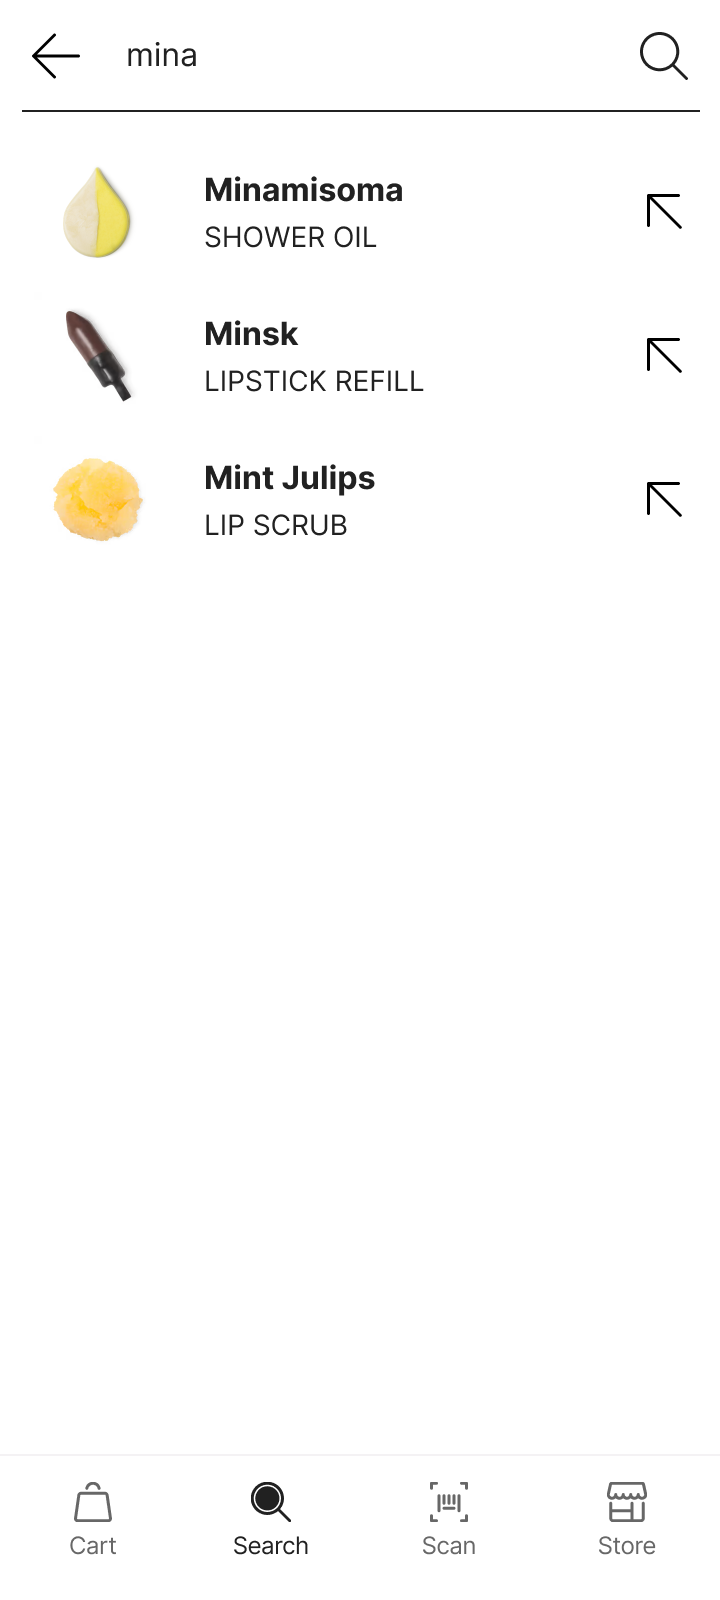 mina
Minamisoma
SHOWER OIL
Minsk
LIPSTICK REFILL
Mint Julips
LIP SCRUB
Cart
Search
Scan
Store